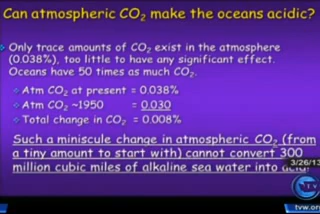 Can atmospheric CO₂ make the oceans acidic?
Only trace amounts of CO₂ exist in the atmosphere
(0.038%), too little to have any significant effect.
Oceans have 50 times as much CO₂.
Atm CO₂ at present = 0.038%
Atm CO₂ ~1950 = 0.030
Total change in CO₂ = 0.008%
Such a miniscule change in atmospheric CO₂ (from
a tiny amount to start with) cannot convert 300
million cubic miles of alkaline sea water into acid!
3/26/13
TVW
tvw.org